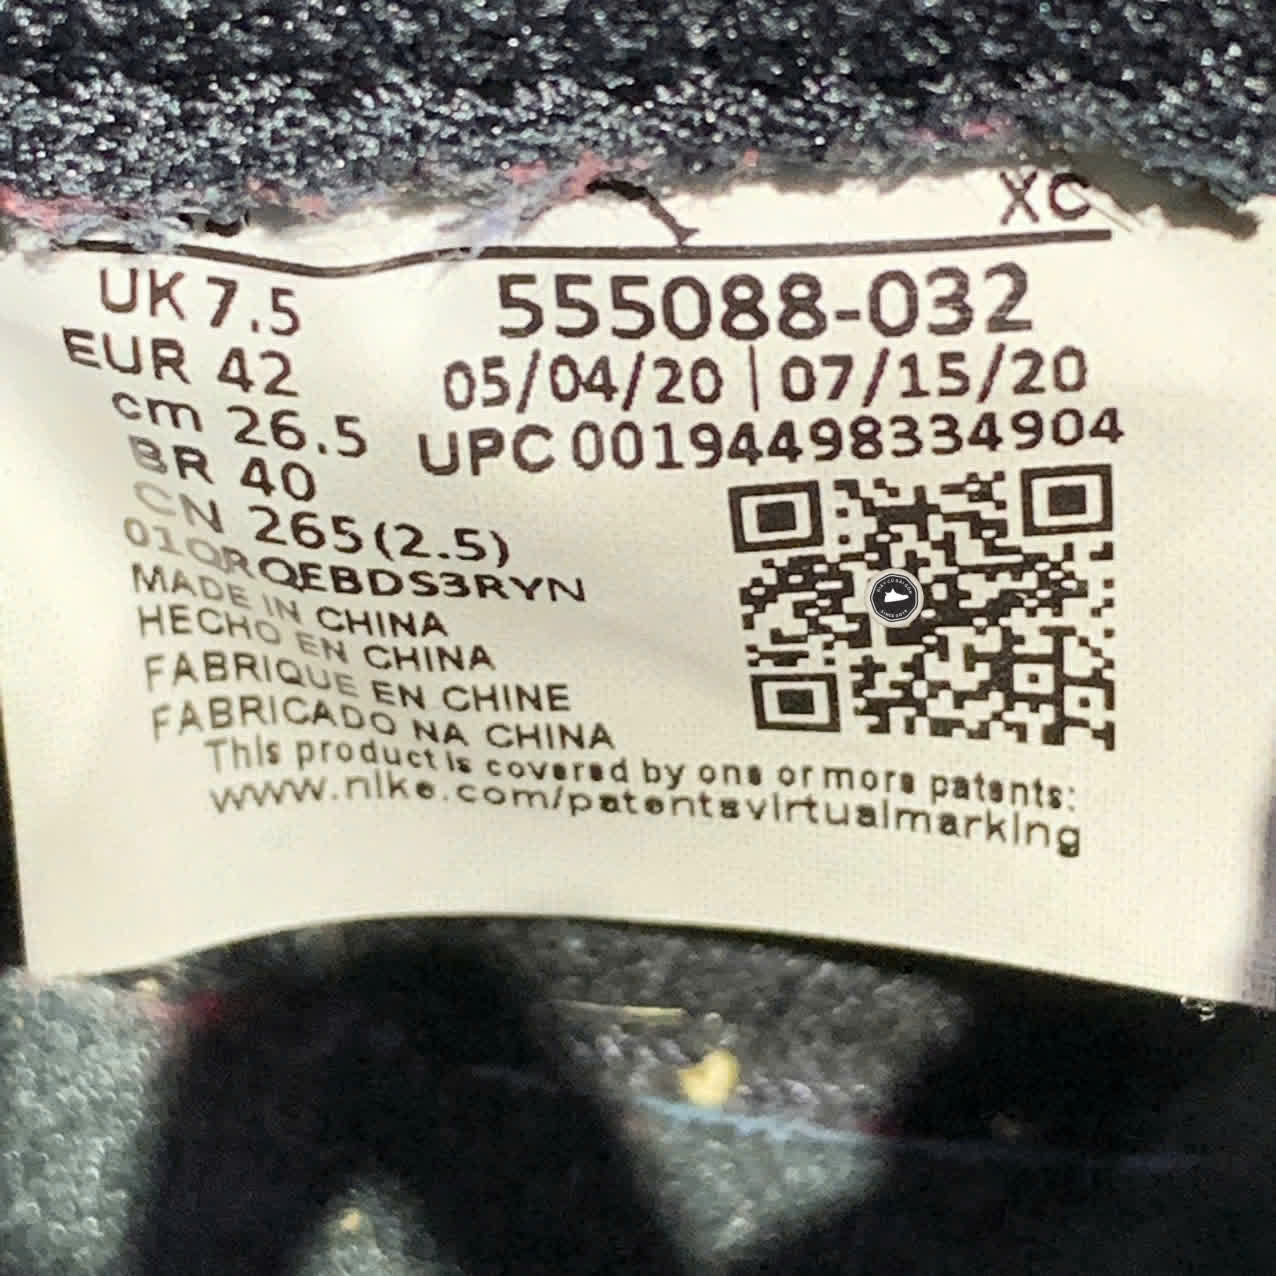 XC
UK 7.5
EUR 42
cm 26.5
BR 40
CN 265(2.5)
01QRQEBDS3RYN
MADE IN CHINA
HECHO EN CHINA
FABRIQUE EN CHINE
FABRICADO NA CHINA
555088-032
05/04/20 | 07/15/20
UPC 00194498334904
This product is covered by one or more patents:
www.nike.com/patentsvirtualmarking